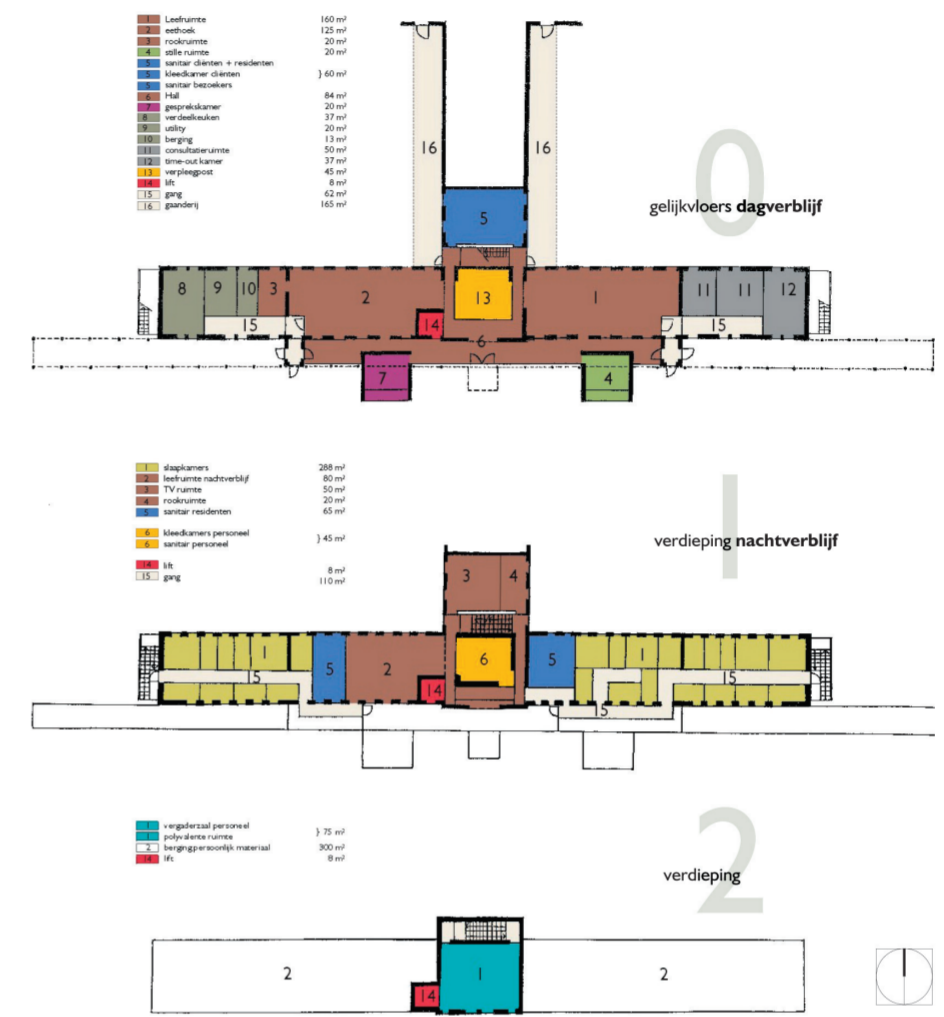 1 Leefruimte 160 m²
2 eethoek 125 m²
3 rookruimte 20 m²
4 stille ruimte 20 m²
5 sanitair cliënten + residenten
5 kleedkamer cliënten } 60 m²
5 sanitair bezoekers
6 Hall 84 m²
7 gesprekskamer 20 m²
8 verdeelkeuken 37 m²
9 utility 20 m²
10 berging 13 m²
11 consultatieruimte 50 m²
12 time-out kamer 37 m²
13 verpleegpost 45 m²
14 lift 8 m²
15 gang 62 m²
16 gaanderij 165 m²
0
gelijkvloers dagverblijf
16 16
5
8 9 10 3 2 13 1 11 11 12
15 14 15
6
7 4
1 slaapkamers 288 m²
2 leefruimte nachtverblijf 80 m²
3 TV ruimte 50 m²
4 rookruimte 20 m²
5 sanitair residenten 65 m²
6 kleedkamers personeel } 45 m²
6 sanitair personeel
14 lift 8 m²
15 gang 110 m²
1
verdieping nachtverblijf
3 4
1 5 2 6 5 1
15 14 15
15
1 vergaderzaal personeel } 75 m²
1 polyvalente ruimte
2 berging persoonlijk materiaal 300 m²
14 lift 8 m²
2
verdieping
2 1 2
14